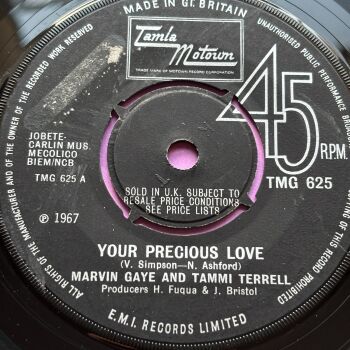 MADE IN GT. BRITAIN
Tamla
Motown
TRADE MARK OF MOTOWN RECORD CORPORATION
ALL RIGHTS OF THE MANUFACTURER AND OF THE OWNER OF THE RECORDED WORK RESERVED
UNAUTHORISED PUBLIC PERFORMANCE BROADCASTING AND COPYING OF THIS RECORD PROHIBITED
45
R.P.M.
JOBETE-
CARLIN MUS.
MECOLICO
BIEM/NCB
TMG 625 A
TMG 625
SOLD IN U.K. SUBJECT TO
RESALE PRICE CONDITIONS
SEE PRICE LISTS
℗ 1967
YOUR PRECIOUS LOVE
(V. Simpson—N. Ashford)
MARVIN GAYE AND TAMMI TERRELL
Producers H. Fuqua & J. Bristol
E.M.I. RECORDS LIMITED